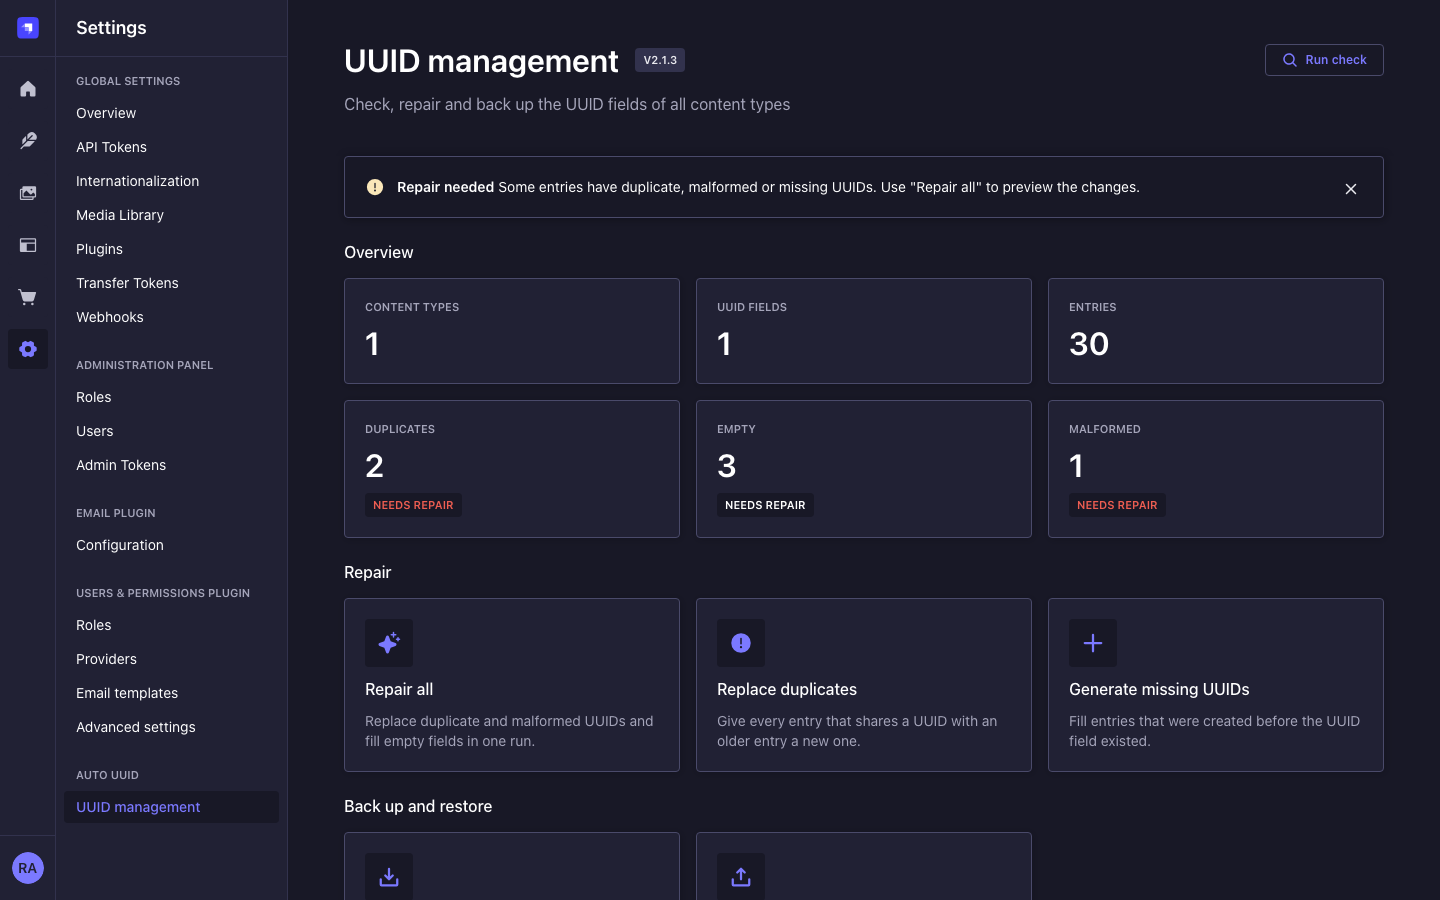 Settings
GLOBAL SETTINGS
Overview
API Tokens
Internationalization
Media Library
Plugins
Transfer Tokens
Webhooks
ADMINISTRATION PANEL
Roles
Users
Admin Tokens
EMAIL PLUGIN
Configuration
USERS & PERMISSIONS PLUGIN
Roles
Providers
Email templates
Advanced settings
AUTO UUID
UUID management
RA
UUID management V2.1.3
Run check
Check, repair and back up the UUID fields of all content types
Repair needed Some entries have duplicate, malformed or missing UUIDs. Use "Repair all" to preview the changes.
Overview
CONTENT TYPES
1
UUID FIELDS
1
ENTRIES
30
DUPLICATES
2
NEEDS REPAIR
EMPTY
3
NEEDS REPAIR
MALFORMED
1
NEEDS REPAIR
Repair
Repair all
Replace duplicate and malformed UUIDs and
fill empty fields in one run.
Replace duplicates
Give every entry that shares a UUID with an
older entry a new one.
Generate missing UUIDs
Fill entries that were created before the UUID
field existed.
Back up and restore